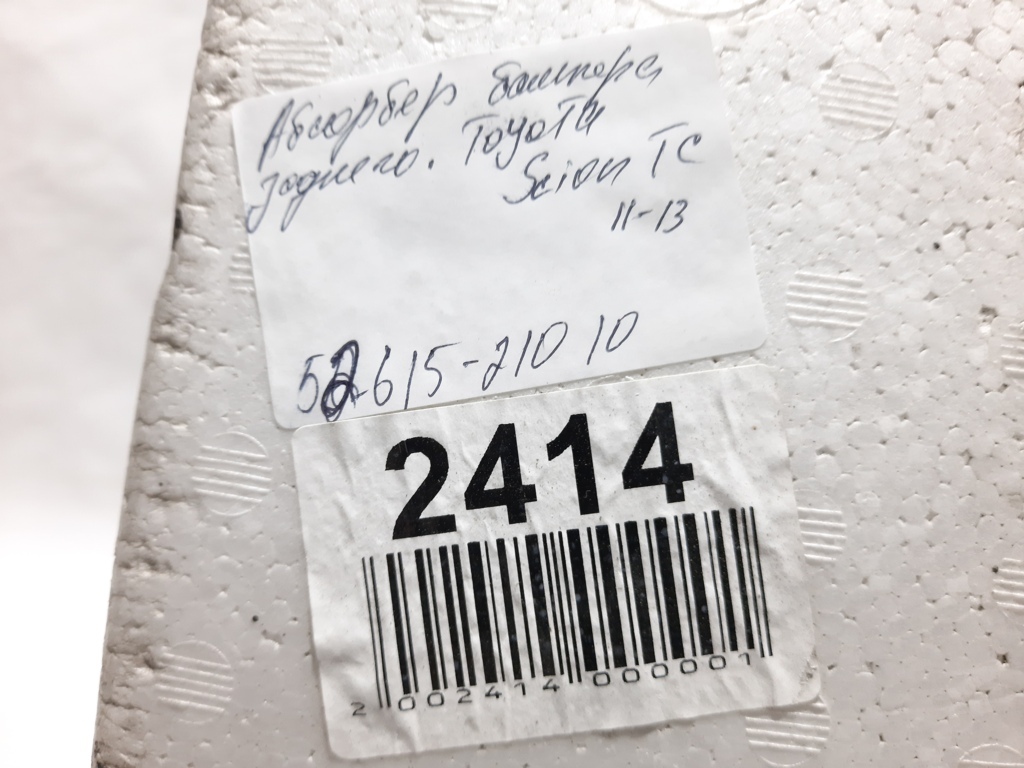 Абсорбер бампера
заднего. Toyota
Scion TC
11-13
52615-21010
2414
2 002414 000001